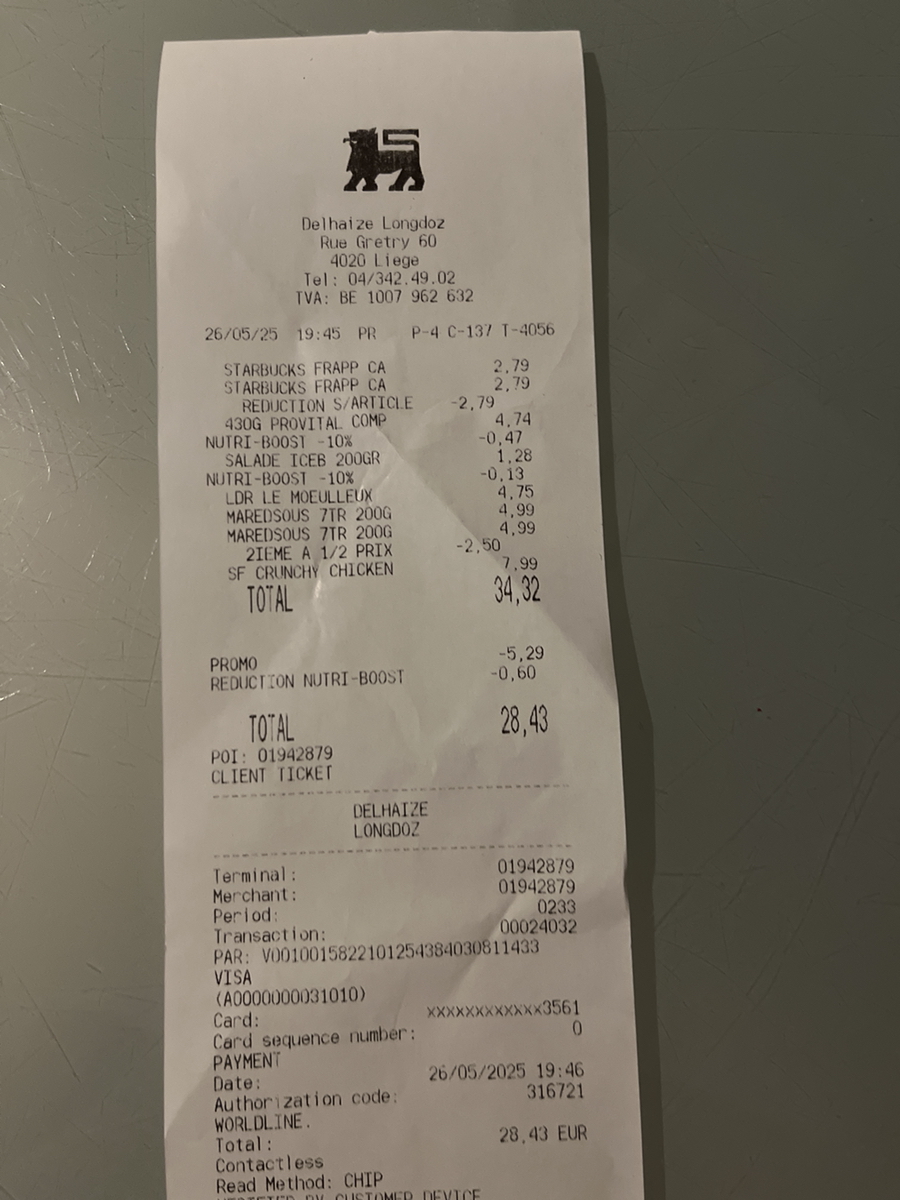 Delhaize Longdoz
Rue Gretry 60
4020 Liege
Tel: 04/342.49.02
TVA: BE 1007 962 632
26/05/25 19:45 PR P-4 C-137 T-4056
STARBUCKS FRAPP CA 2,79
STARBUCKS FRAPP CA 2,79
REDUCTION S/ARTICLE -2,79
430G PROVITAL COMP 4,74
NUTRI-BOOST -10% -0,47
SALADE ICEB 200GR 1,28
NUTRI-BOOST -10% -0,13
LDR LE MOEULLEUX 4,75
MAREDSOUS 7TR 200G 4,99
MAREDSOUS 7TR 200G 4,99
2IEME A 1/2 PRIX -2,50
SF CRUNCHY CHICKEN 7,99
TOTAL 34,32
PROMO -5,29
REDUCTION NUTRI-BOOST -0,60
TOTAL 28,43
POI: 01942879
CLIENT TICKET
DELHAIZE
LONGDOZ
Terminal: 01942879
Merchant: 01942879
Period: 0233
Transaction: 00024032
PAR: V0010015822101254384030811433
VISA
(A0000000031010)
Card: xxxxxxxxxxxx3561
Card sequence number: 0
PAYMENT
Date: 26/05/2025 19:46
Authorization code: 316721
WORLDLINE.
Total: 28,43 EUR
Contactless
Read Method: CHIP
VERIFIED BY CUSTOMER DEVICE